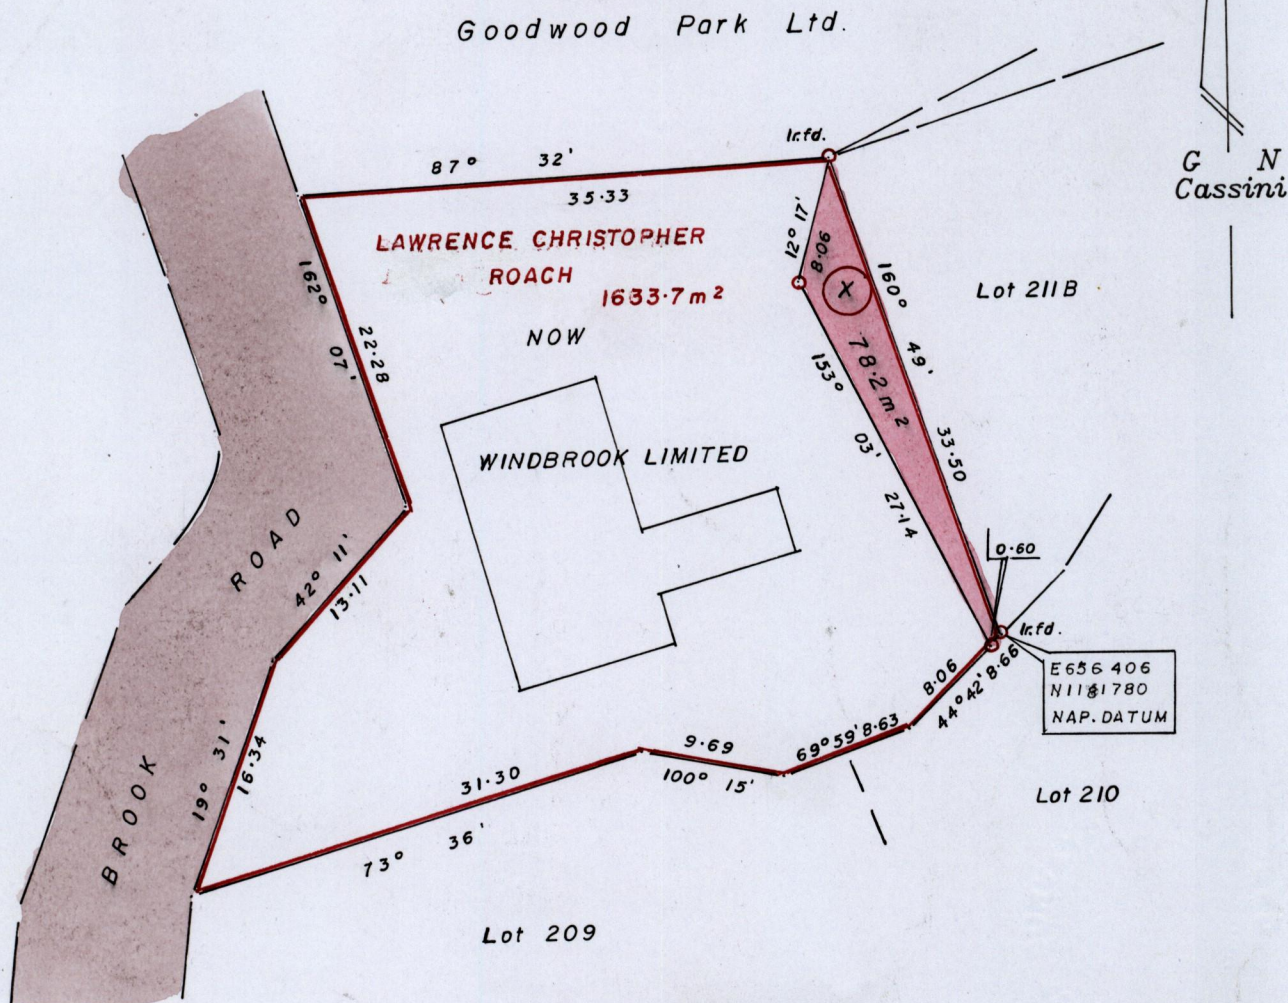 Goodwood Park Ltd.
Ir.fd.
G N
Cassini
87° 32'
35·33
LAWRENCE CHRISTOPHER
ROACH
1633·7 m²
NOW
12° 17'
8·06
X
78·2 m²
160° 49'
33·50
Lot 211B
162° 07'
22·28
153° 03'
27·14
WINDBROOK LIMITED
BROOK ROAD
42° 11'
13·11
0·60
Ir.fd.
E656 406
NAP. DATUM
8·06
44° 42' 8·66
69° 59' 8·63
9·69
100° 15'
31·30
73° 36'
19° 31'
16·34
Lot 210
Lot 209